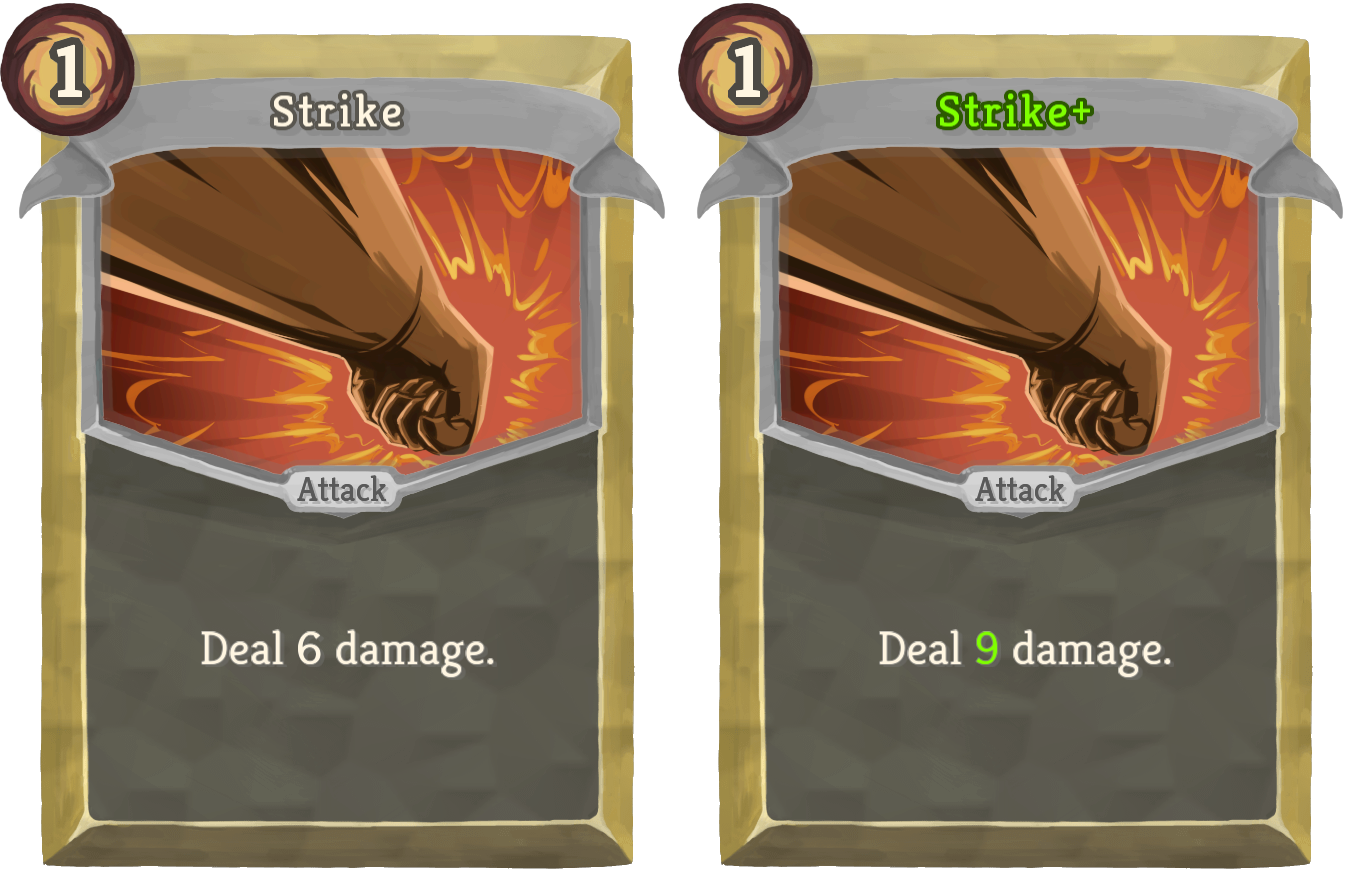 1
Strike
Attack
Deal 6 damage.
1
Strike+
Attack
Deal 9 damage.